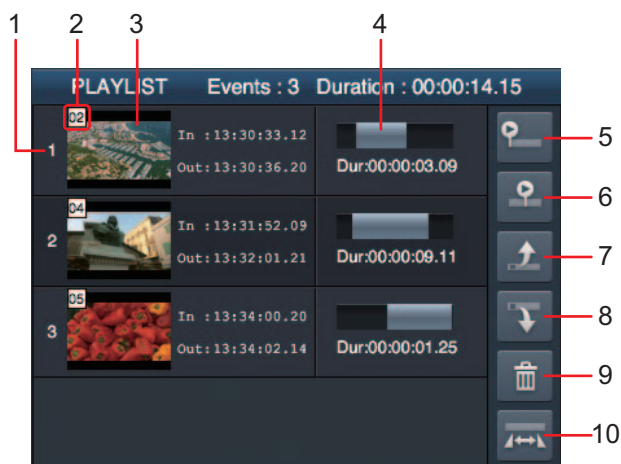 1 2 3 4
PLAYLIST Events : 3 Duration : 00:00:14.15
02
1
In :13:30:33.12
Out:13:30:36.20
Dur:00:00:03.09
5
6
04
2
In :13:31:52.09
Out:13:32:01.21
Dur:00:00:09.11
7
05
3
In :13:34:00.20
Out:13:34:02.14
Dur:00:00:01.25
8
9
10